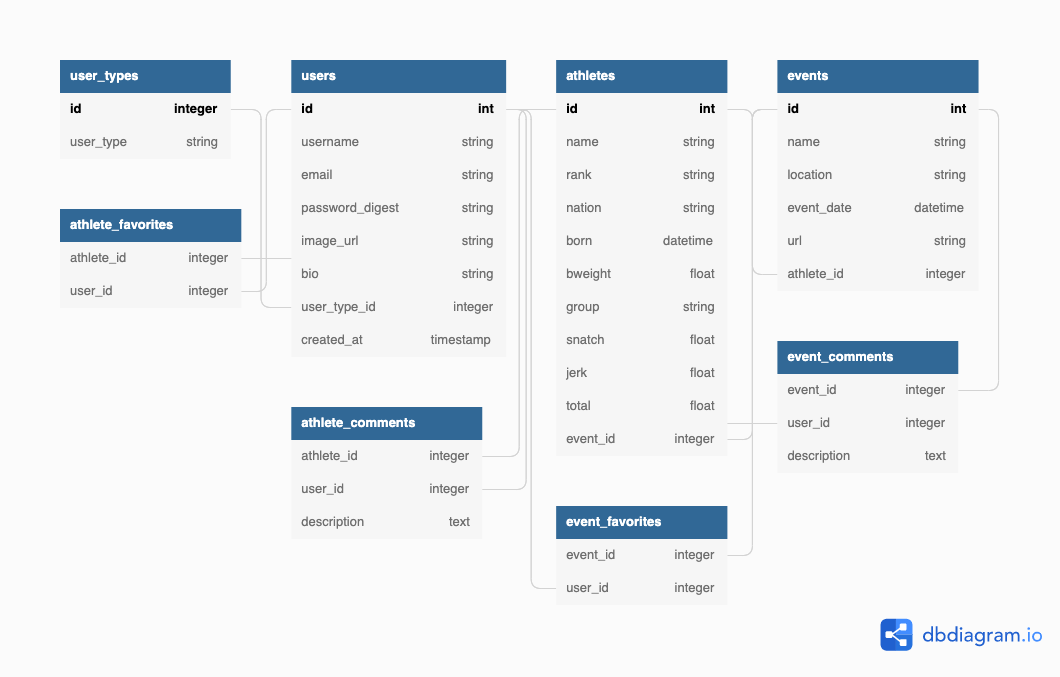 user_types
id integer
user_type string
athlete_favorites
athlete_id integer
user_id integer
users
id int
username string
email string
password_digest string
image_url string
bio string
user_type_id integer
created_at timestamp
athlete_comments
athlete_id integer
user_id integer
description text
athletes
id int
name string
rank string
nation string
born datetime
bweight float
group string
snatch float
jerk float
total float
event_id integer
event_favorites
event_id integer
user_id integer
events
id int
name string
location string
event_date datetime
url string
athlete_id integer
event_comments
event_id integer
user_id integer
description text
dbdiagram.io